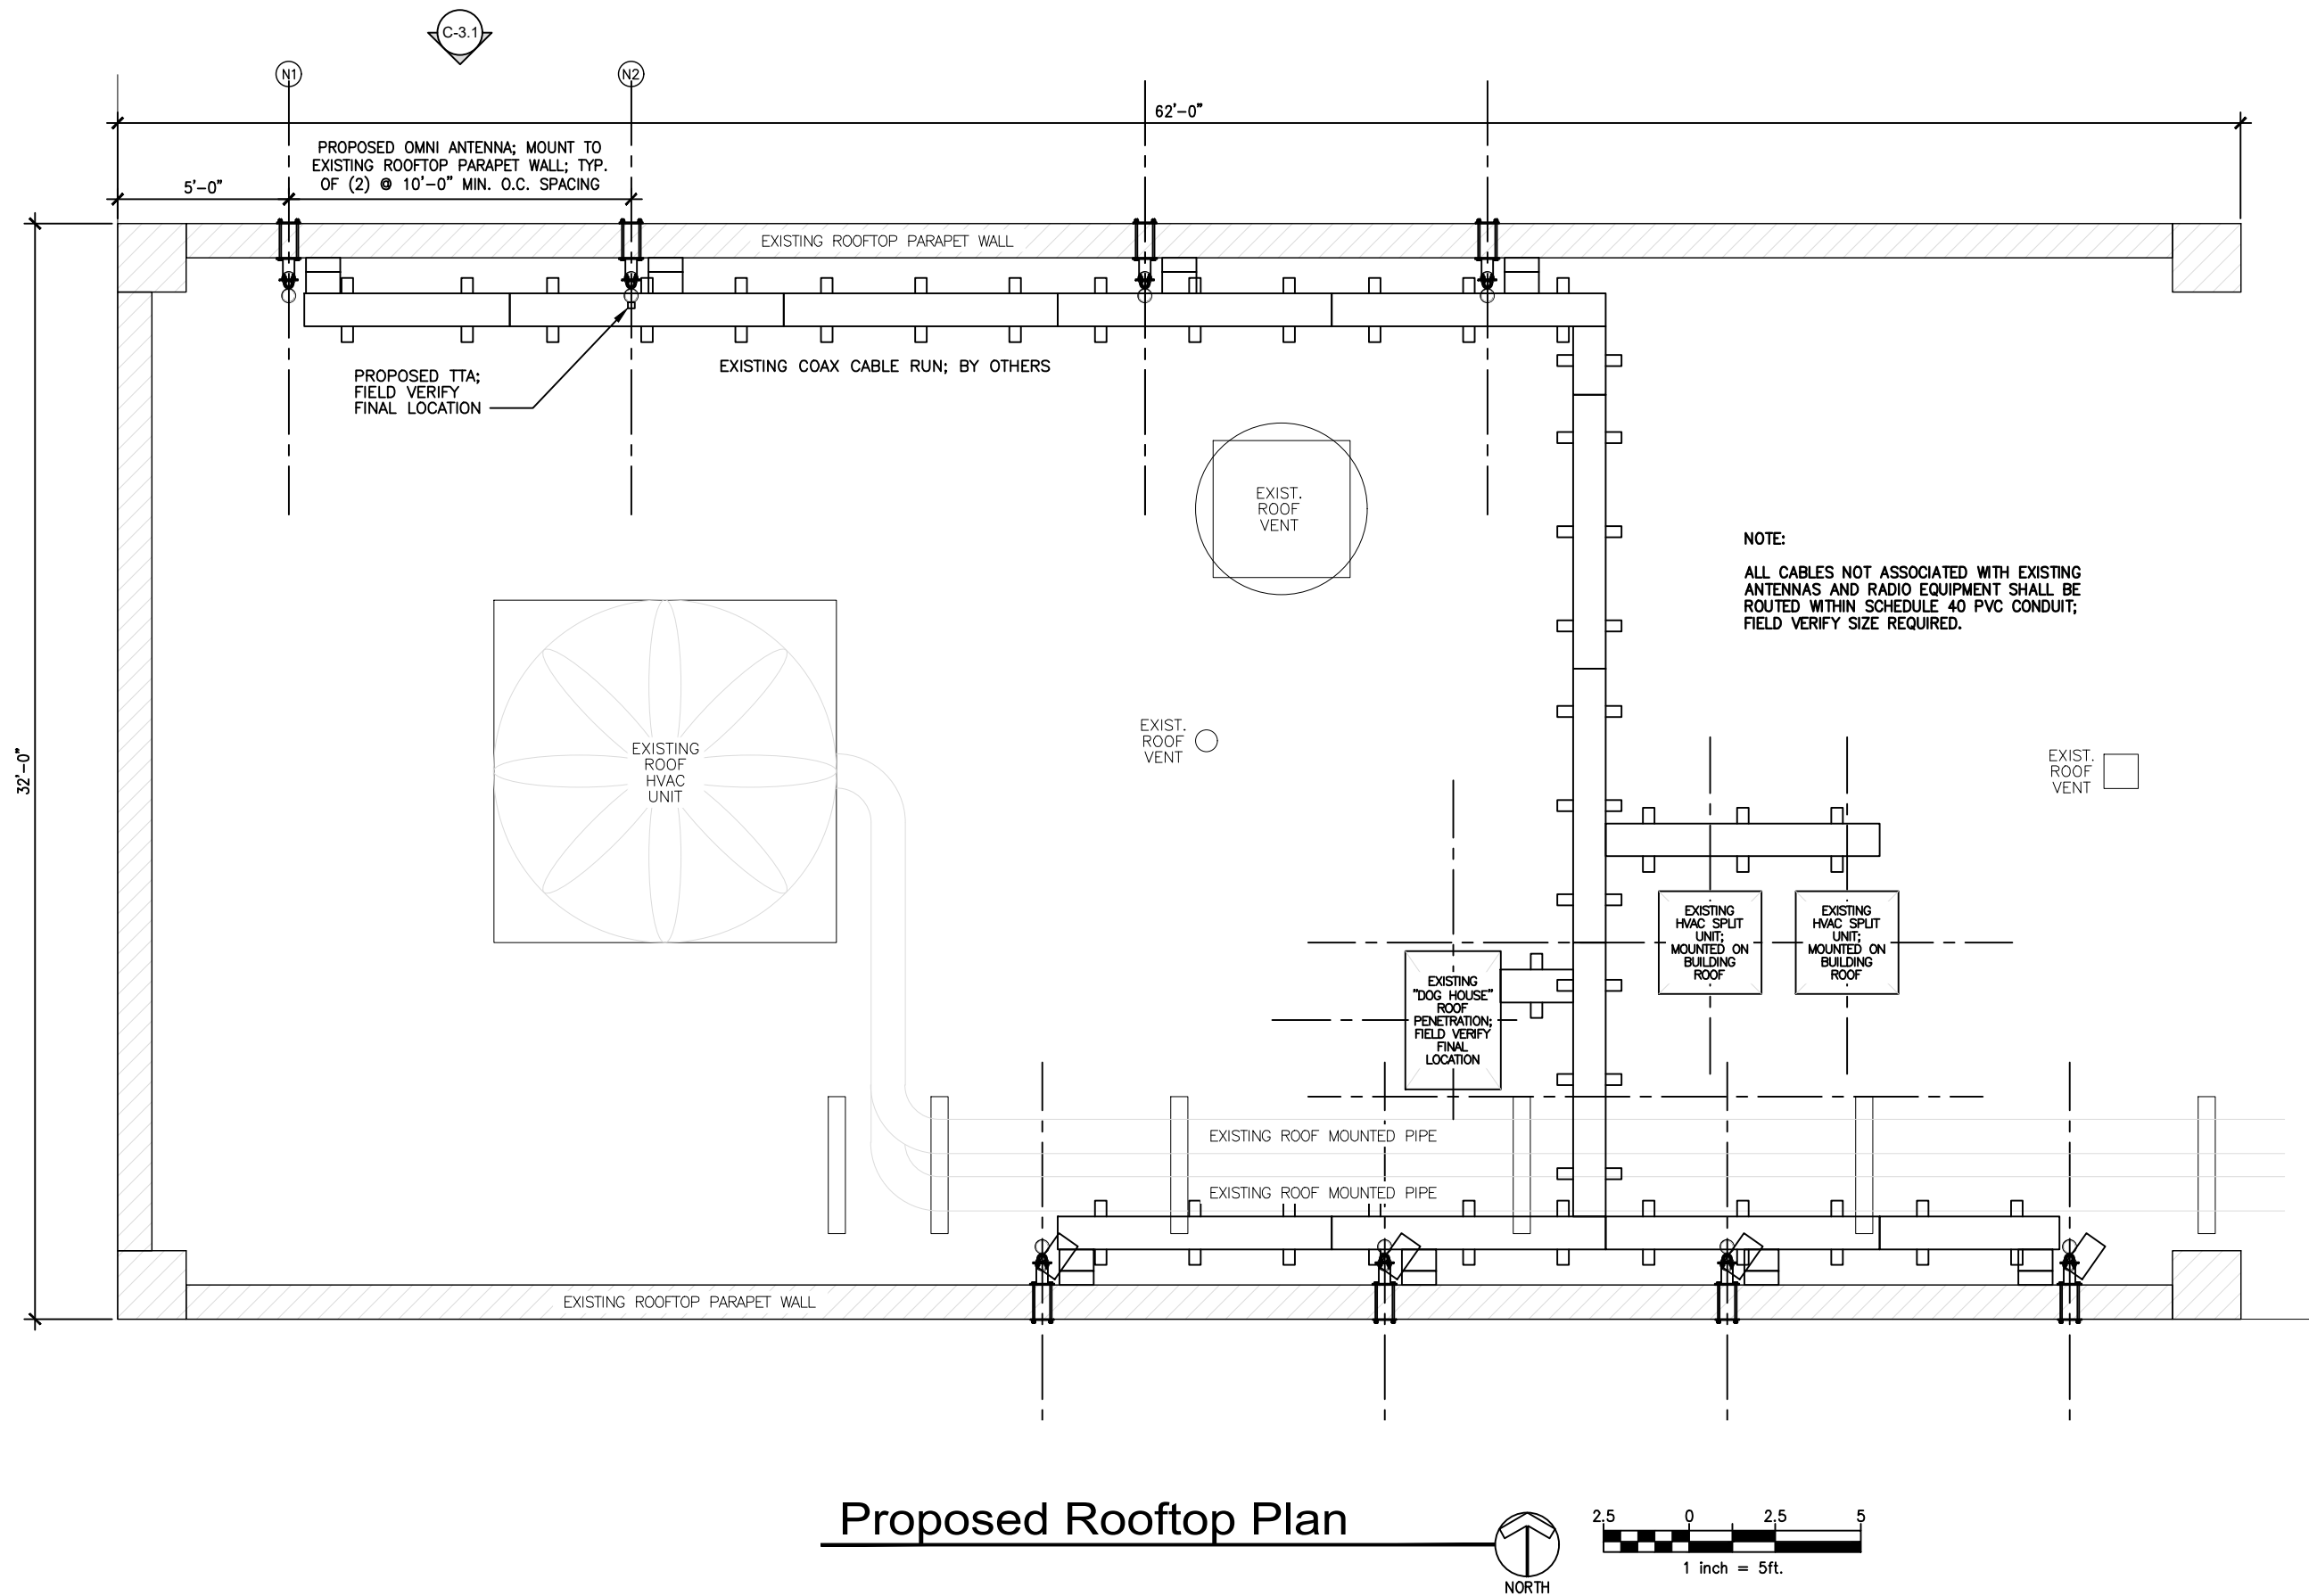 C-3.1
N1
N2
62'-0"
PROPOSED OMNI ANTENNA; MOUNT TO
EXISTING ROOFTOP PARAPET WALL; TYP.
OF (2) @ 10'-0" MIN. O.C. SPACING
5'-0"
EXISTING ROOFTOP PARAPET WALL
EXISTING COAX CABLE RUN; BY OTHERS
PROPOSED TTA;
FIELD VERIFY
FINAL LOCATION
EXIST.
ROOF
VENT
NOTE:
ALL CABLES NOT ASSOCIATED WITH EXISTING
ANTENNAS AND RADIO EQUIPMENT SHALL BE
ROUTED WITHIN SCHEDULE 40 PVC CONDUIT;
FIELD VERIFY SIZE REQUIRED.
32'-0"
EXISTING
ROOF
HVAC
UNIT
EXIST.
ROOF
VENT
EXIST.
ROOF
VENT
EXISTING
HVAC SPLIT
UNIT;
MOUNTED ON
BUILDING
ROOF
EXISTING
HVAC SPLIT
UNIT;
MOUNTED ON
BUILDING
ROOF
EXISTING
"DOG HOUSE"
ROOF
PENETRATION;
FIELD VERIFY
FINAL
LOCATION
EXISTING ROOF MOUNTED PIPE
EXISTING ROOF MOUNTED PIPE
EXISTING ROOFTOP PARAPET WALL
Proposed Rooftop Plan
NORTH
2.5 0 2.5 5
1 inch = 5ft.